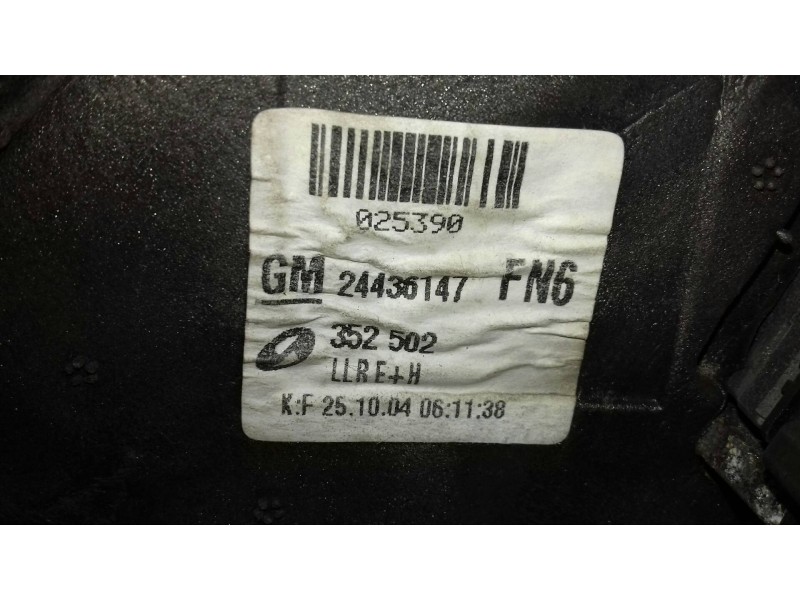 025390
GM 24436147 FN6
352 502
LLR E+H
K:F 25.10.04 06:11:38